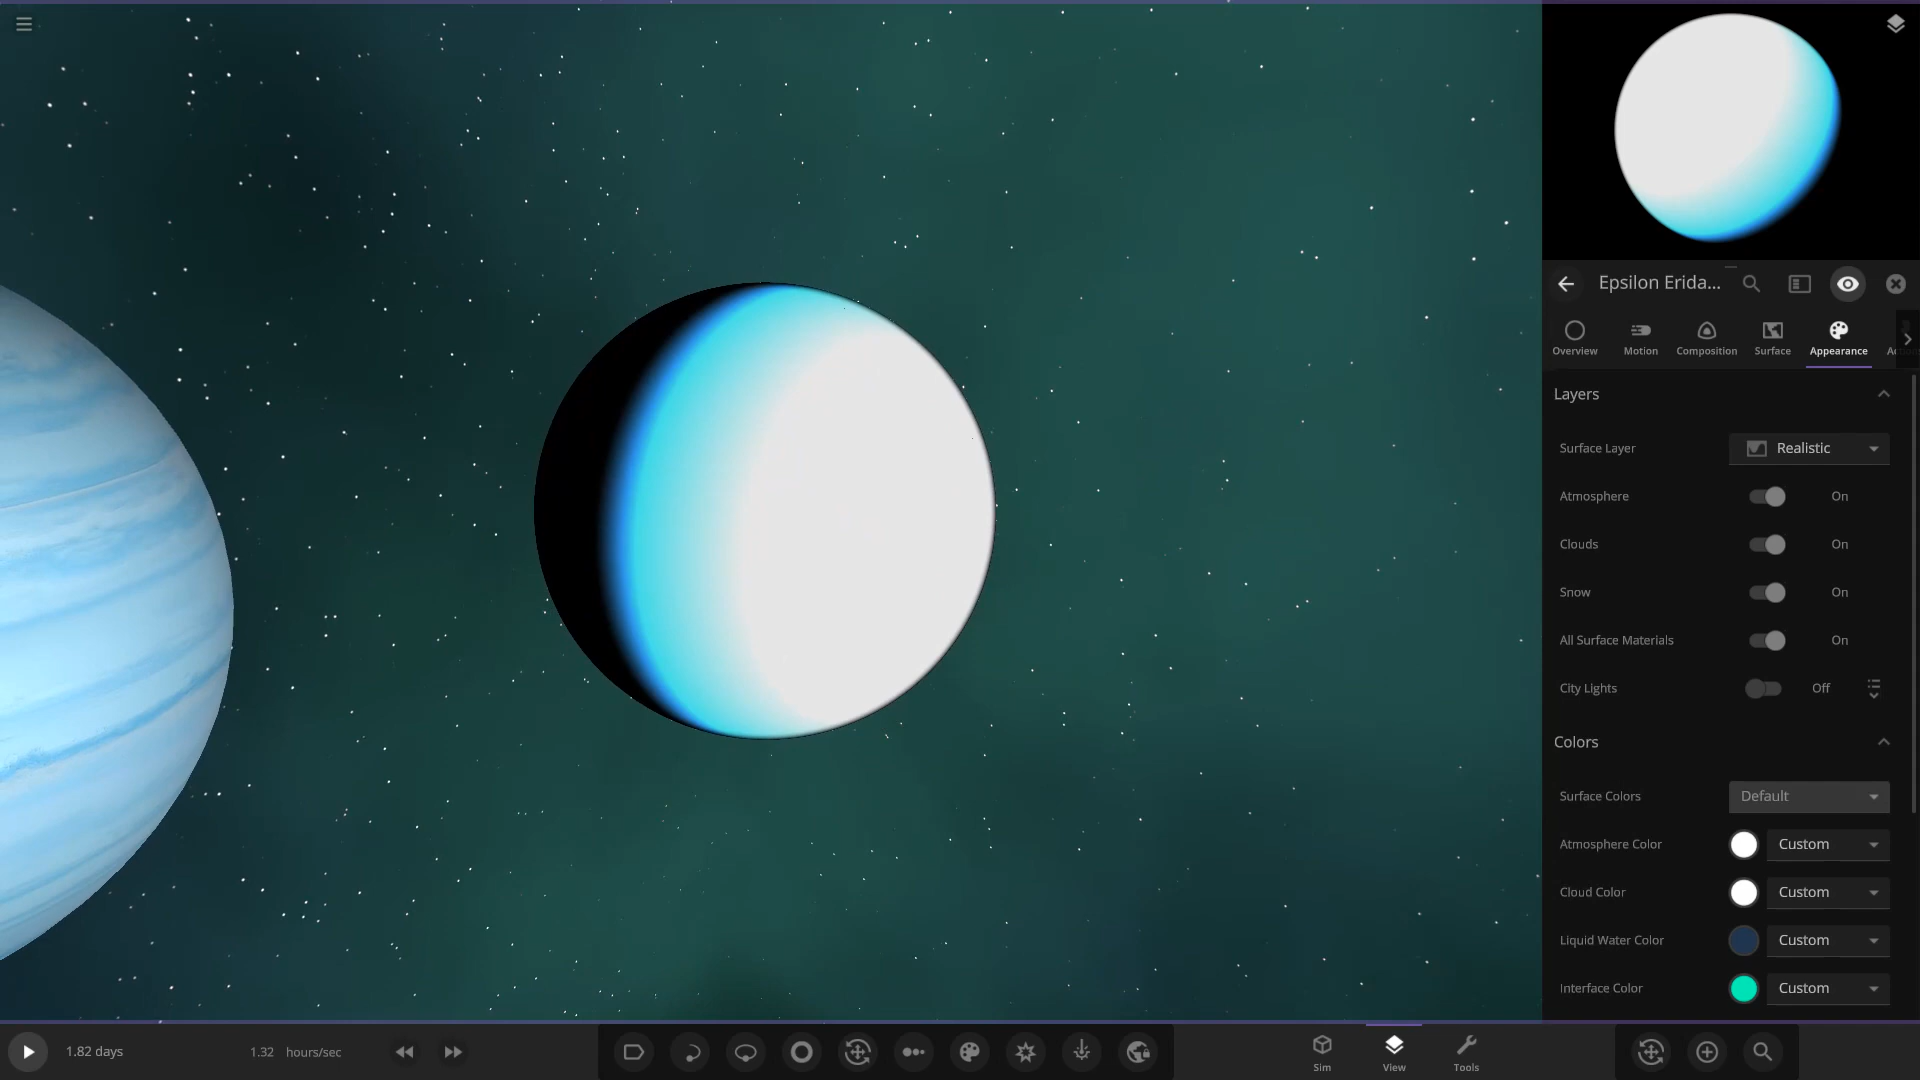 Epsilon Erida...
Overview Motion Composition Surface Appearance
Layers
Surface Layer Realistic
Atmosphere On
Clouds On
Snow On
All Surface Materials On
City Lights Off
Colors
Surface Colors Default
Atmosphere Color Custom
Cloud Color Custom
Liquid Water Color Custom
Interface Color Custom
1.82 days 1.32 hours/sec
Sim View Tools